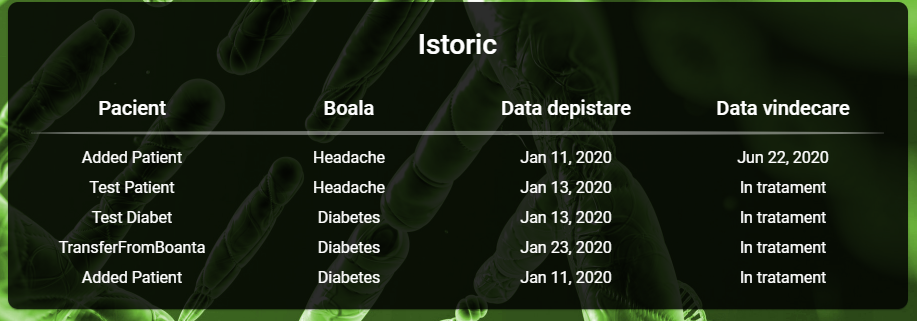 Istoric
Pacient Boala Data depistare Data vindecare
Added Patient Headache Jan 11, 2020 Jun 22, 2020
Test Patient Headache Jan 13, 2020 In tratament
Test Diabet Diabetes Jan 13, 2020 In tratament
TransferFromBoanta Diabetes Jan 23, 2020 In tratament
Added Patient Diabetes Jan 11, 2020 In tratament